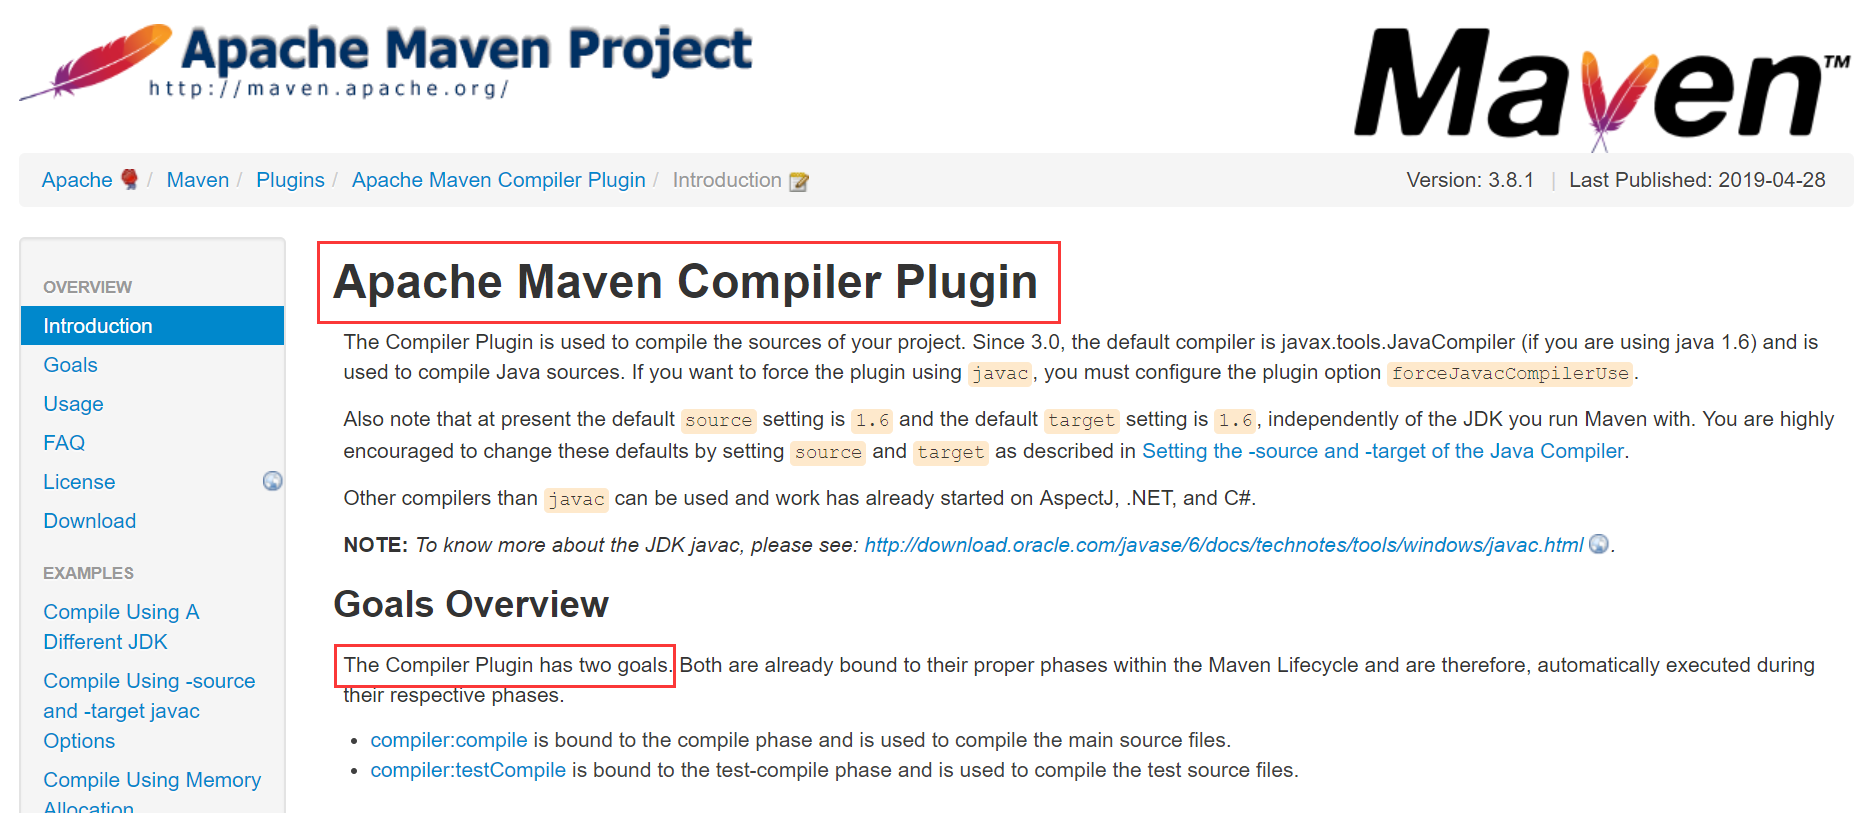 Apache Maven Project
http://maven.apache.org/
Maven™
Apache / Maven / Plugins / Apache Maven Compiler Plugin / Introduction
Version: 3.8.1 | Last Published: 2019-04-28
OVERVIEW
Introduction
Goals
Usage
FAQ
License
Download
EXAMPLES
Compile Using A
Different JDK
Compile Using -source
and -target javac
Options
Compile Using Memory
Allocation
Apache Maven Compiler Plugin
The Compiler Plugin is used to compile the sources of your project. Since 3.0, the default compiler is javax.tools.JavaCompiler (if you are using java 1.6) and is
used to compile Java sources. If you want to force the plugin using javac, you must configure the plugin option forceJavacCompilerUse.
Also note that at present the default source setting is 1.6 and the default target setting is 1.6, independently of the JDK you run Maven with. You are highly
encouraged to change these defaults by setting source and target as described in Setting the -source and -target of the Java Compiler.
Other compilers than javac can be used and work has already started on AspectJ, .NET, and C#.
NOTE: To know more about the JDK javac, please see: http://download.oracle.com/javase/6/docs/technotes/tools/windows/javac.html.
Goals Overview
The Compiler Plugin has two goals. Both are already bound to their proper phases within the Maven Lifecycle and are therefore, automatically executed during
their respective phases.
• compiler:compile is bound to the compile phase and is used to compile the main source files.
• compiler:testCompile is bound to the test-compile phase and is used to compile the test source files.